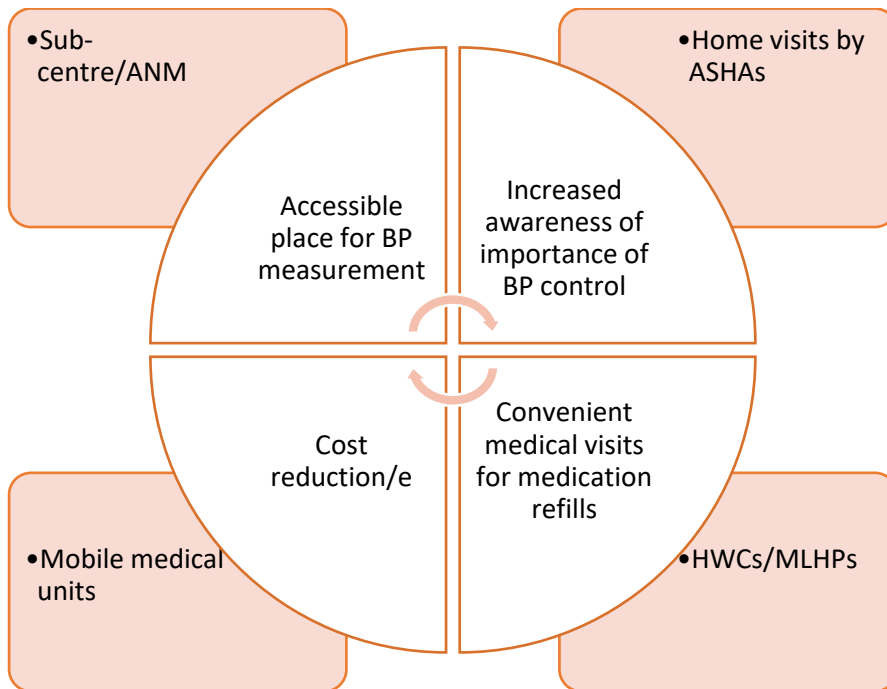 •Sub-
centre/ANM
•Home visits by
ASHAs
Accessible
place for BP
measurement
Increased
awareness of
importance of
BP control
Cost
reduction/e
Convenient
medical visits
for medication
refills
•Mobile medical
units
•HWCs/MLHPs